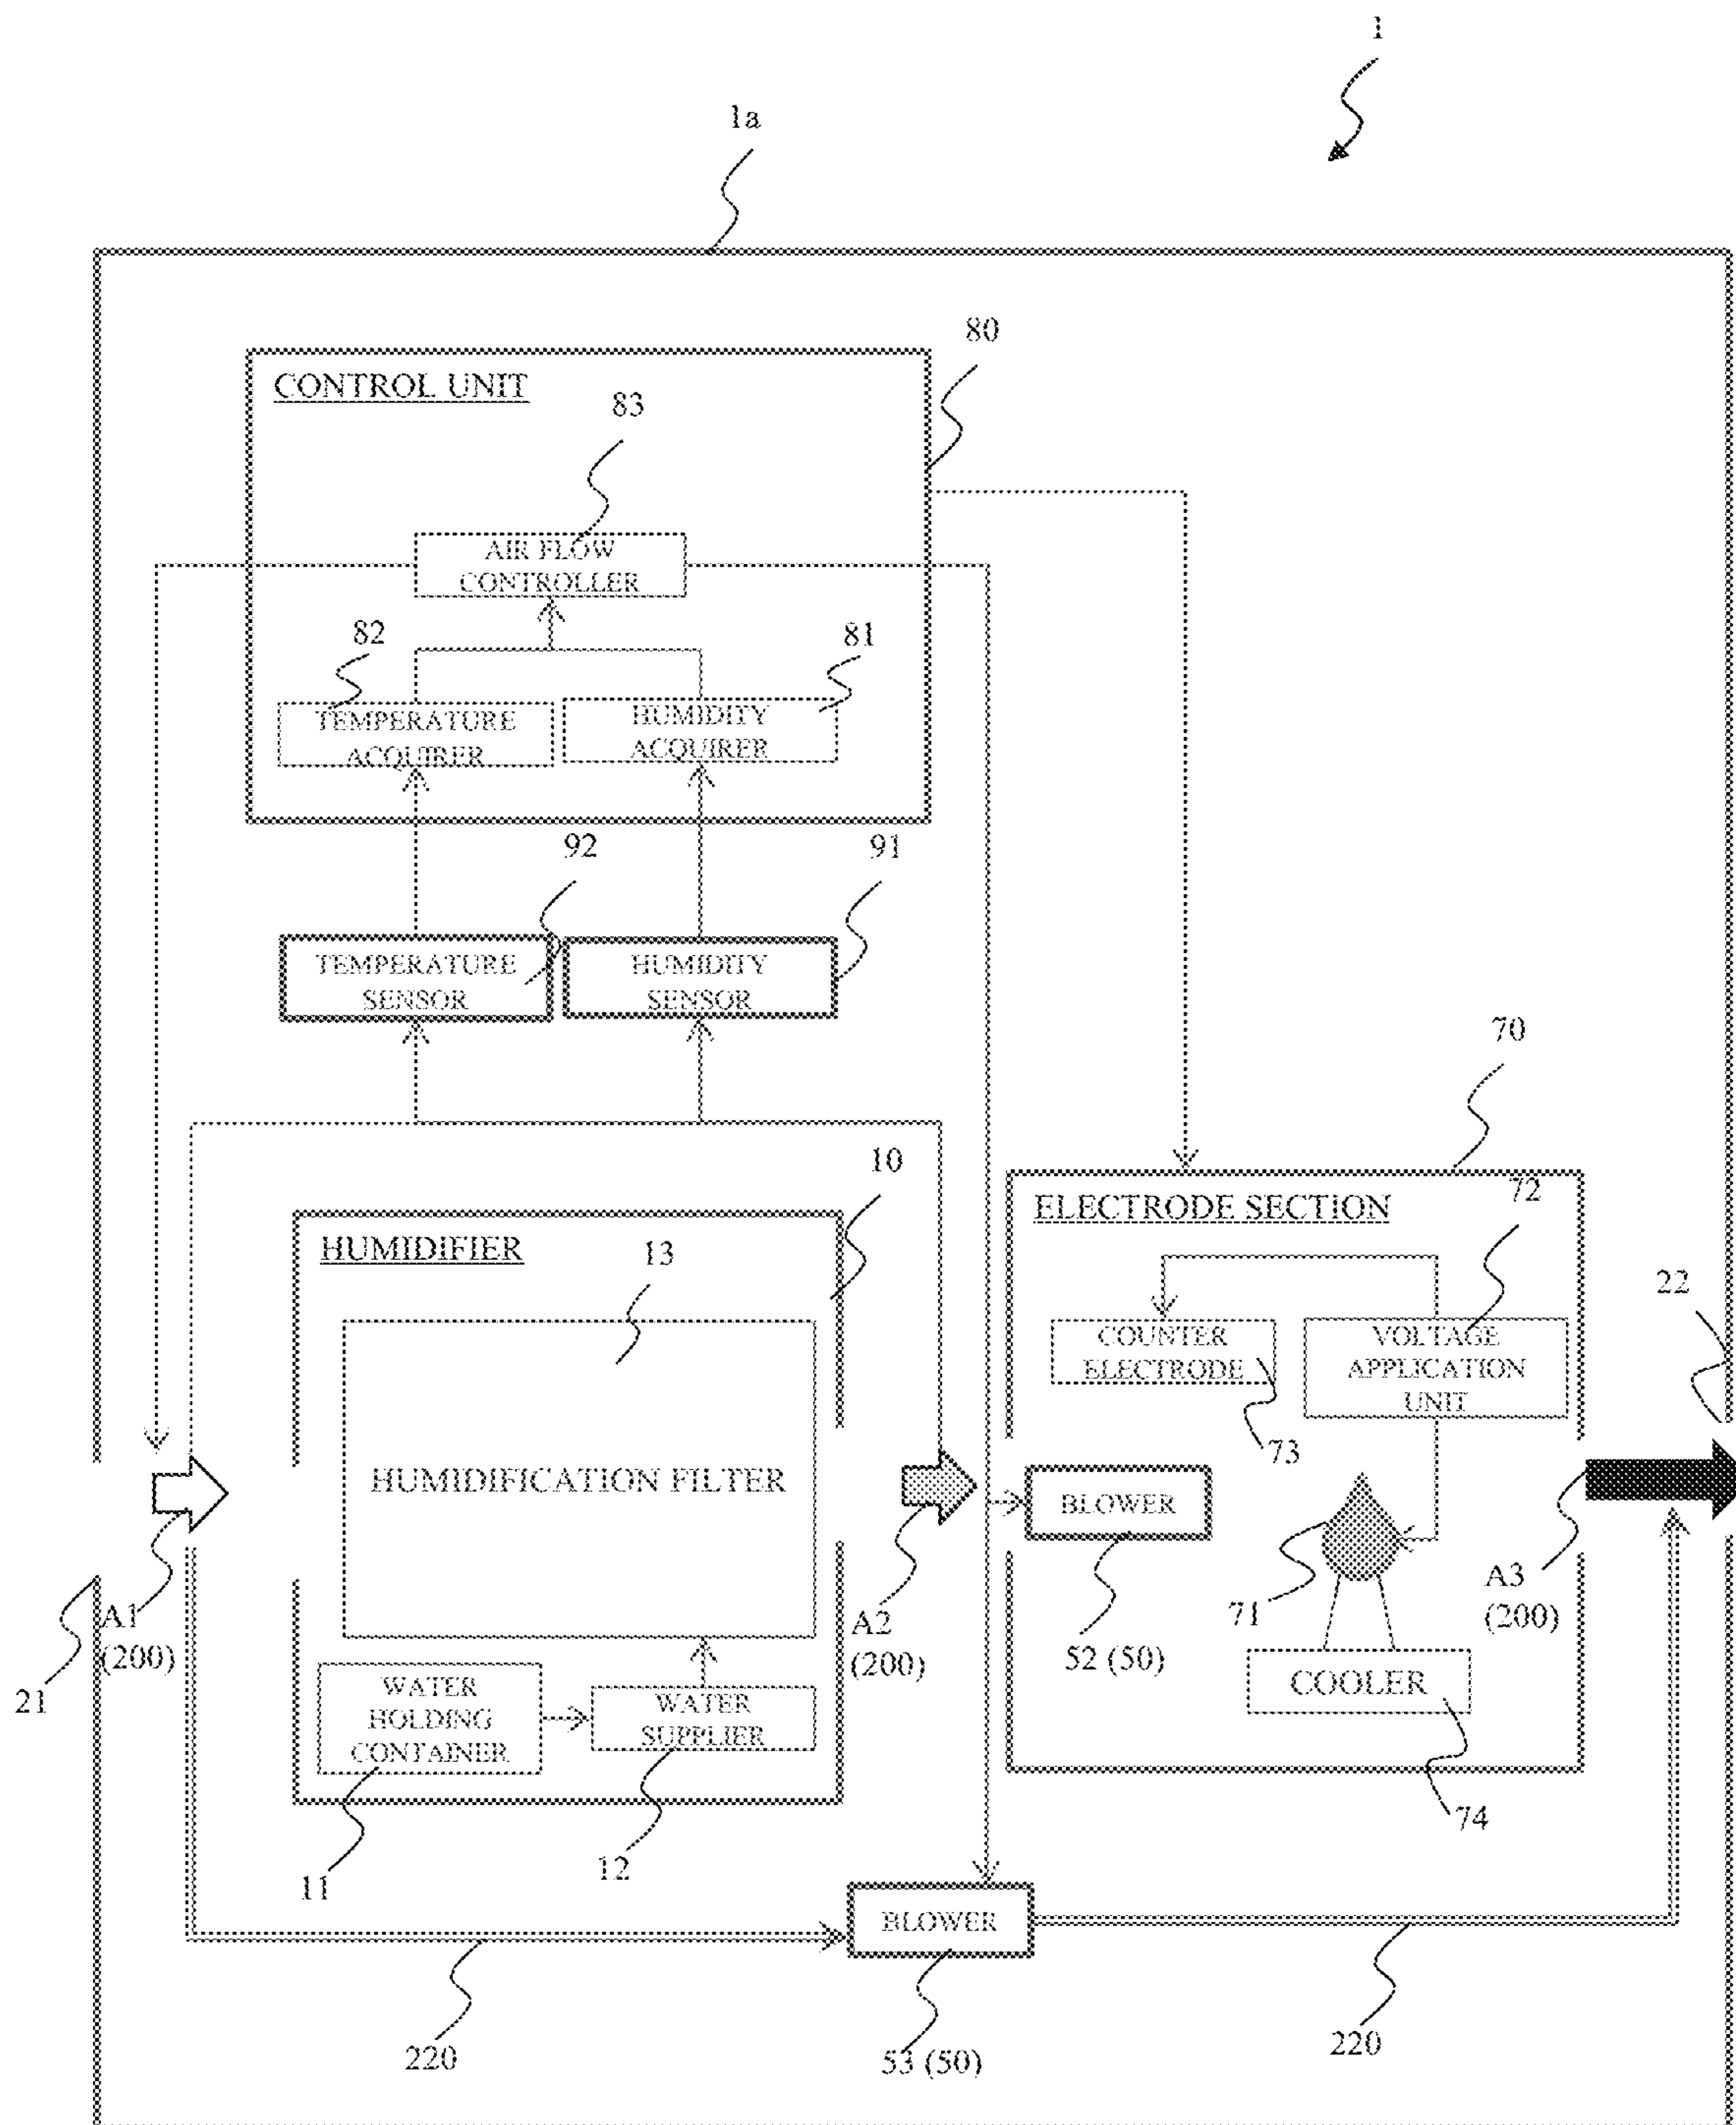 1
1a
80
CONTROL UNIT
83
AIR FLOW
CONTROLLER
82
81
TEMPERATURE
ACQUIRER
HUMIDITY
ACQUIRER
92
91
TEMPERATURE
SENSOR
HUMIDITY
SENSOR
70
10
72
ELECTRODE SECTION
HUMIDIFIER
13
22
COUNTER
ELECTRODE
VOLTAGE
APPLICATION
UNIT
73
HUMIDIFICATION FILTER
BLOWER
A1
(200)
A2
(200)
71
A3
(200)
52 (50)
21
COOLER
WATER
HOLDING
CONTAINER
WATER
SUPPLIER
74
11
12
BLOWER
220
53 (50)
220